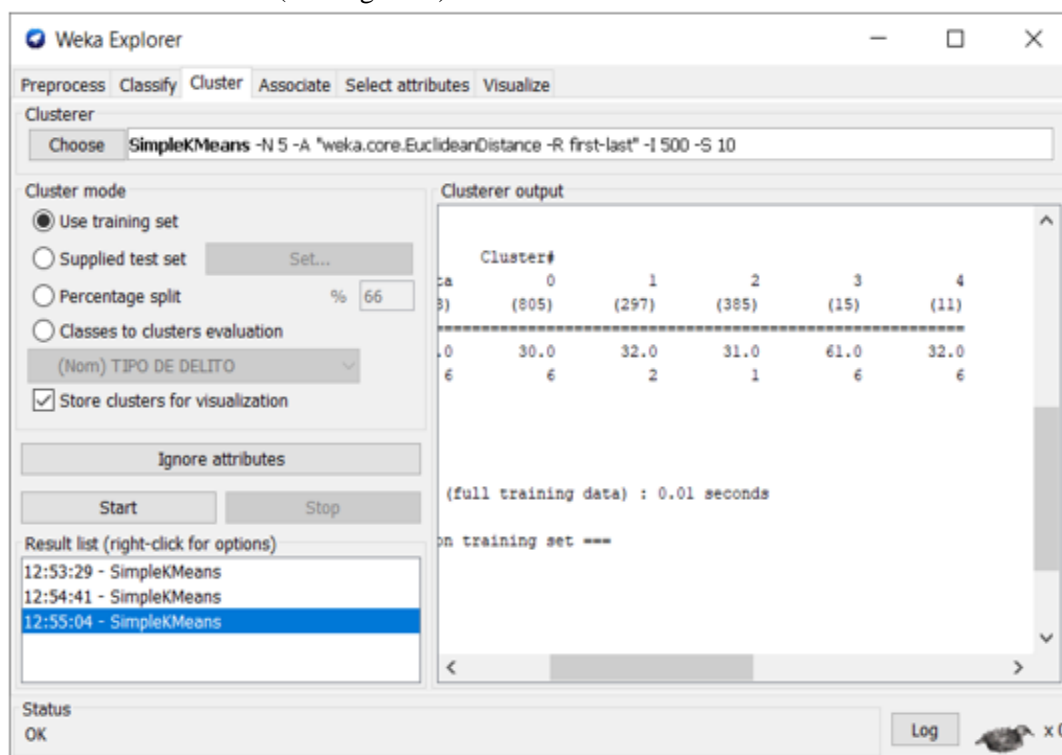 Weka Explorer
Preprocess Classify Cluster Associate Select attributes Visualize
Clusterer
Choose SimpleKMeans -N 5 -A "weka.core.EuclideanDistance -R first-last" -I 500 -S 10
Cluster mode
Use training set
Supplied test set Set...
Percentage split % 66
Classes to clusters evaluation
(Nom) TIPO DE DELITO
Store clusters for visualization
Ignore attributes
Start Stop
Result list (right-click for options)
12:53:29 - SimpleKMeans
12:54:41 - SimpleKMeans
12:55:04 - SimpleKMeans
Clusterer output
Cluster#
ta 0 1 2 3 4
3) (805) (297) (385) (15) (11)
==================================================
.0 30.0 32.0 31.0 61.0 32.0
6 6 2 1 6 6
(full training data) : 0.01 seconds
on training set ===
Status
OK
Log x